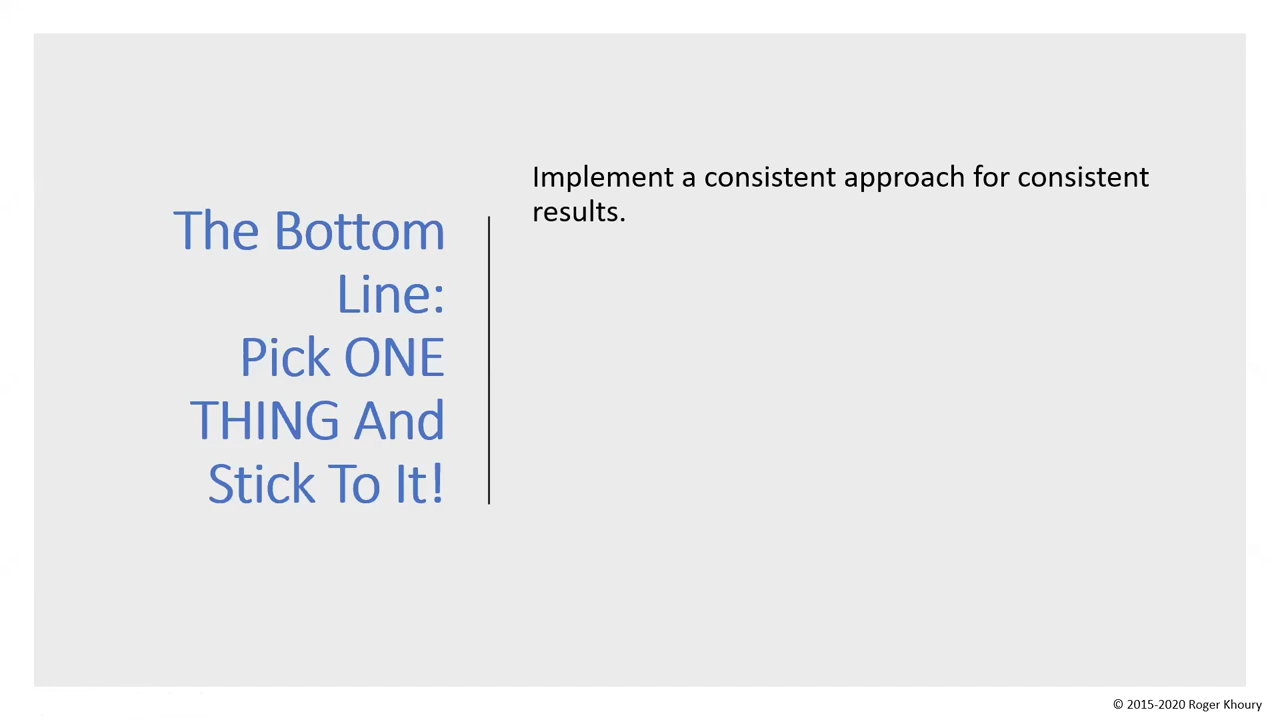 The Bottom
Line:
Pick ONE
THING And
Stick To It!
Implement a consistent approach for consistent
results.
© 2015-2020 Roger Khoury